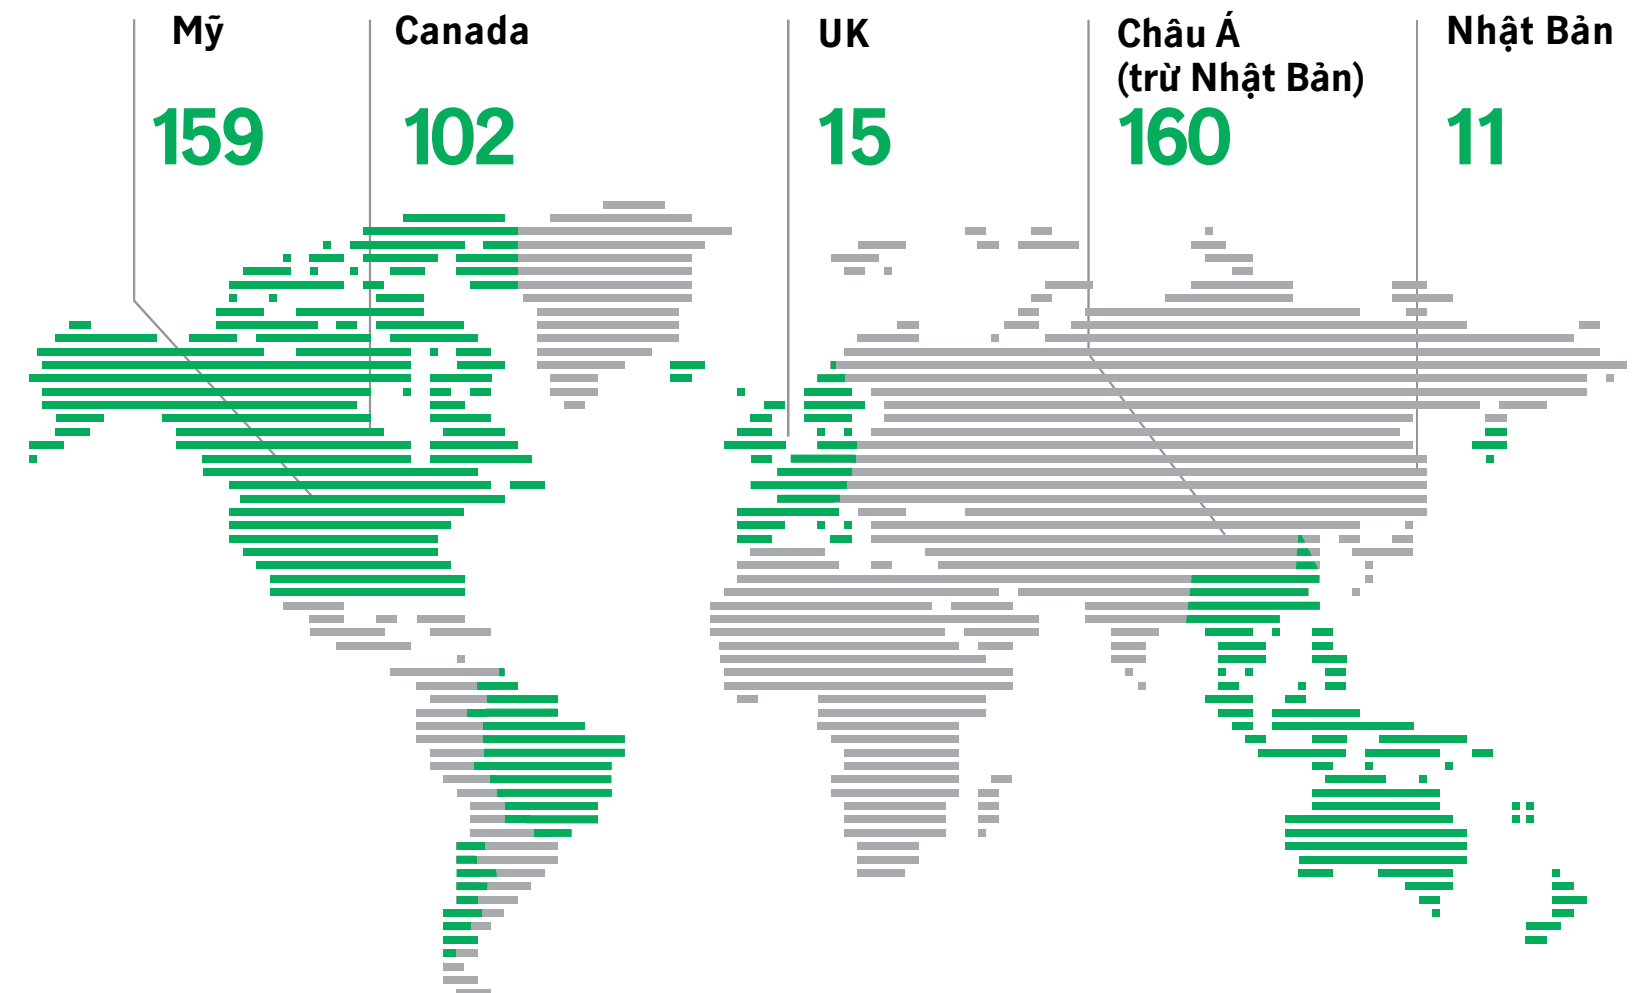 Mỹ
159
Canada
102
UK
15
Châu Á
(trừ Nhật Bản)
160
Nhật Bản
11